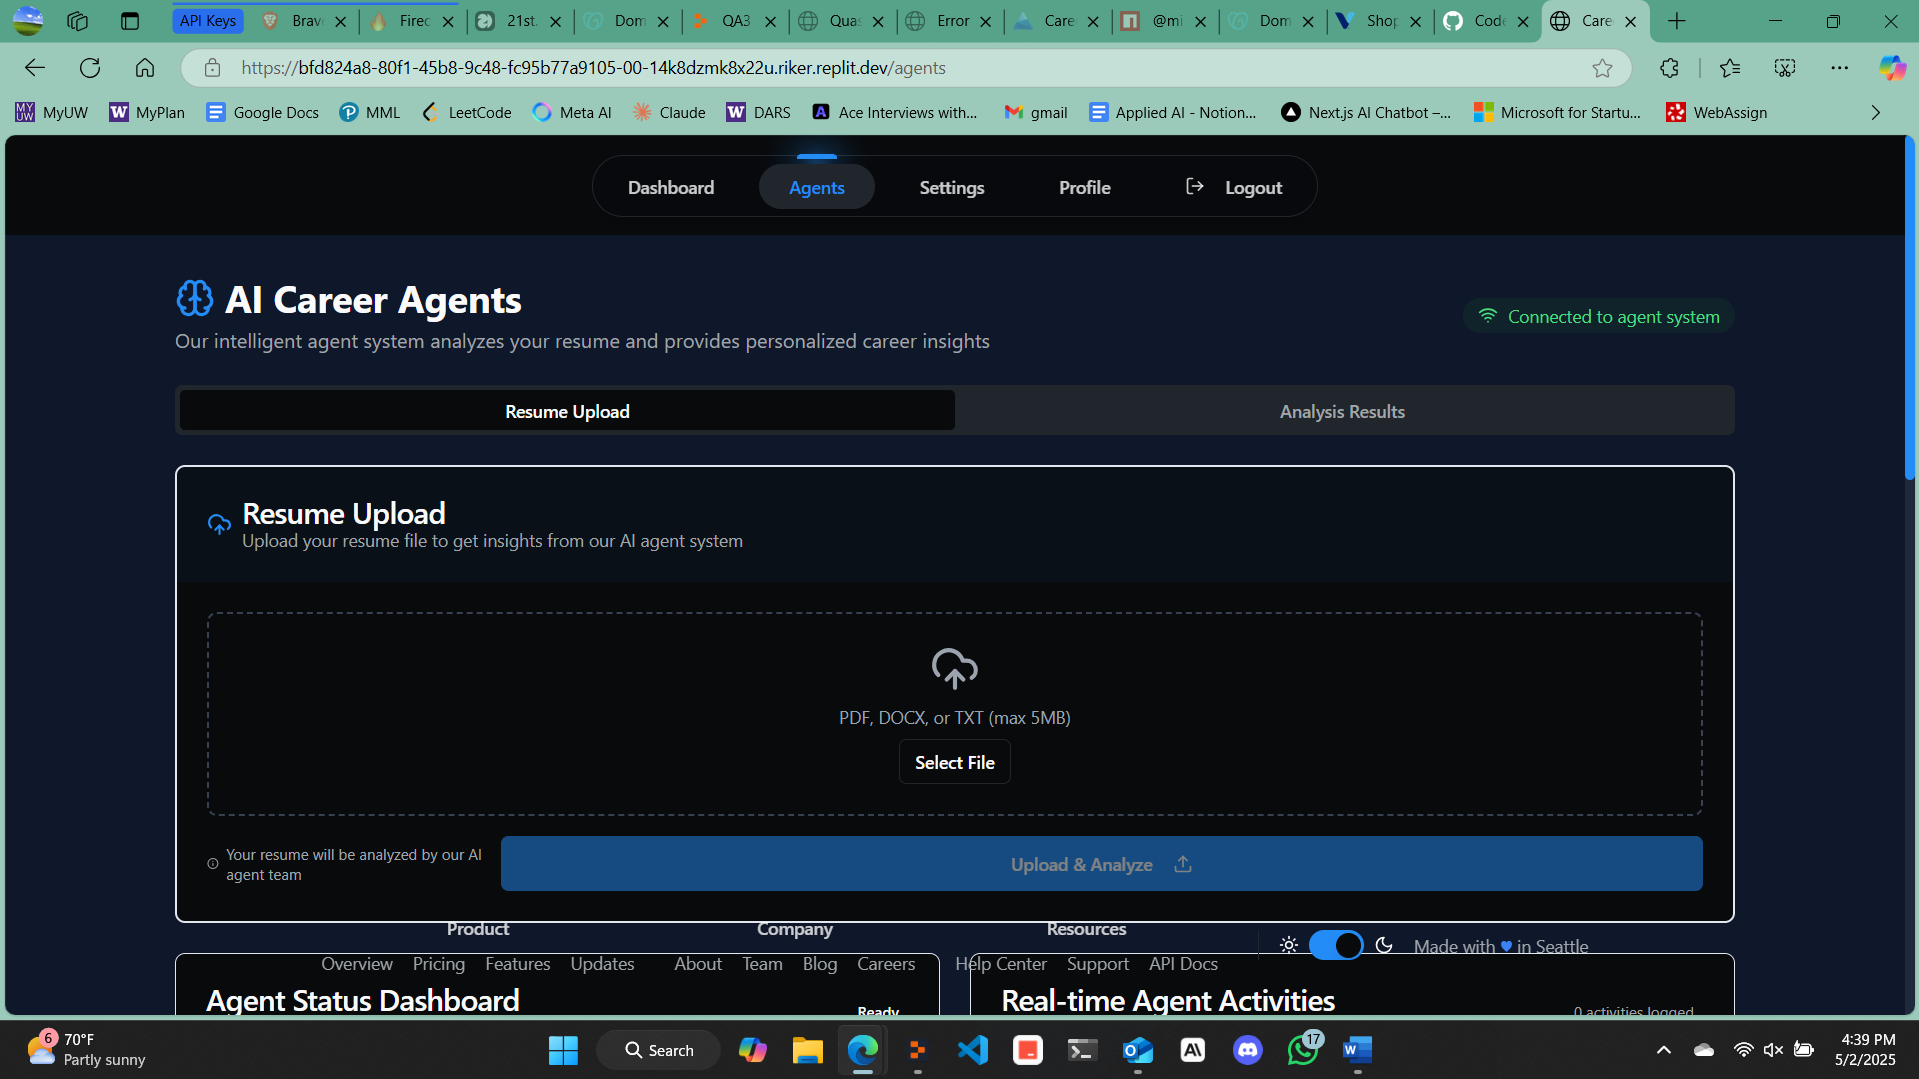 API Keys Brav Firec 21st. Dom QA3 Quas Error Care @mi Dom Shop Code Care
https://bfd824a8-80f1-45b8-9c48-fc95b77a9105-00-14k8dzmk8x22u.riker.replit.dev/agents
MyUW MyPlan Google Docs MML LeetCode Meta AI Claude DARS Ace Interviews with... gmail Applied AI - Notion... Next.js AI Chatbot –... Microsoft for Startu... WebAssign
Dashboard Agents Settings Profile Logout
AI Career Agents
Our intelligent agent system analyzes your resume and provides personalized career insights
Connected to agent system
Resume Upload Analysis Results
Resume Upload
Upload your resume file to get insights from our AI agent system
PDF, DOCX, or TXT (max 5MB)
Select File
Your resume will be analyzed by our AI
agent team
Upload & Analyze
Product Company Resources
Made with in Seattle
Overview Pricing Features Updates About Team Blog Careers Help Center Support API Docs
Agent Status Dashboard Ready
Real-time Agent Activities 0 activities logged
6 70°F
Partly sunny
Search
17
4:39 PM
5/2/2025